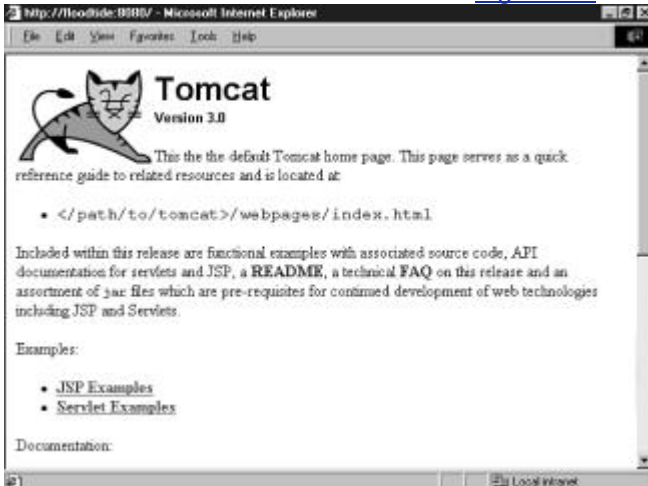 http://floodtide:8080/ - Microsoft Internet Explorer
File Edit View Favorites Tools Help
Tomcat
Version 3.0
This the the default Tomcat home page. This page serves as a quick
reference guide to related resources and is located at:
• </path/to/tomcat>/webpages/index.html
Included within this release are functional examples with associated source code, API
documentation for servlets and JSP, a README, a technical FAQ on this release and an
assortment of jar files which are pre-requisites for continued development of web technologies
including JSP and Servlets.
Examples:
• JSP Examples
• Servlet Examples
Documentation:
Local intranet